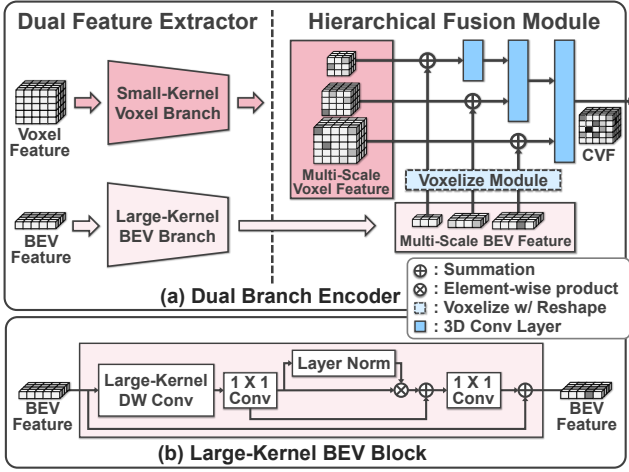 Dual Feature Extractor
Hierarchical Fusion Module
Small-Kernel
Voxel Branch
Voxel
Feature
Multi-Scale
Voxel Feature
CVF
Voxelize Module
Large-Kernel
BEV Branch
BEV
Feature
Multi-Scale BEV Feature
: Summation
: Element-wise product
: Voxelize w/ Reshape
: 3D Conv Layer
(a) Dual Branch Encoder
Layer Norm
Large-Kernel
DW Conv
1 X 1
Conv
1 X 1
Conv
BEV
Feature
BEV
Feature
(b) Large-Kernel BEV Block